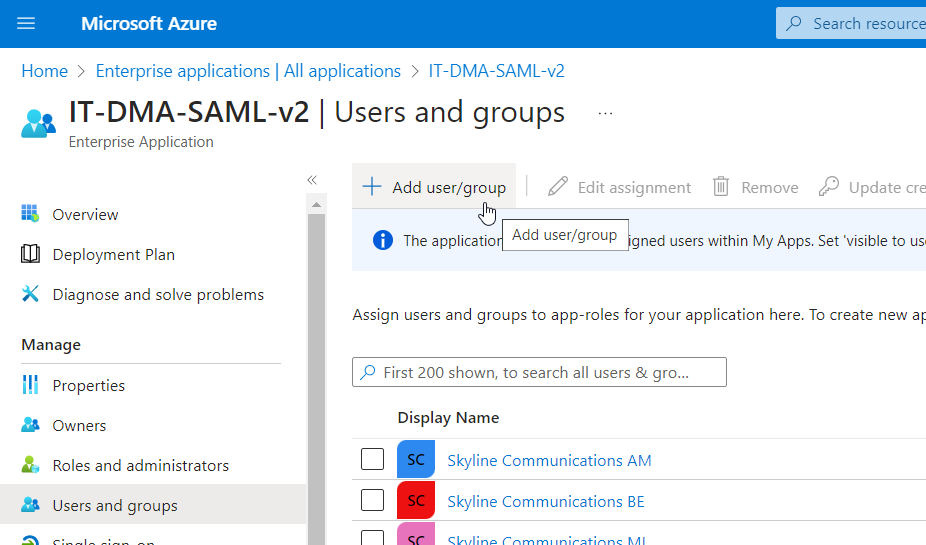 Microsoft Azure
Search resource
Home > Enterprise applications | All applications > IT-DMA-SAML-v2
IT-DMA-SAML-v2 | Users and groups ...
Enterprise Application
«
Overview
Deployment Plan
Diagnose and solve problems
Manage
Properties
Owners
Roles and administrators
Users and groups
Single sign-on
+ Add user/group
Edit assignment
Remove
Update cre
The application
Add user/group
igned users within My Apps. Set 'visible to use
Assign users and groups to app-roles for your application here. To create new ap
First 200 shown, to search all users & gro...
Display Name
SC Skyline Communications AM
SC Skyline Communications BE
SC Skyline Communications